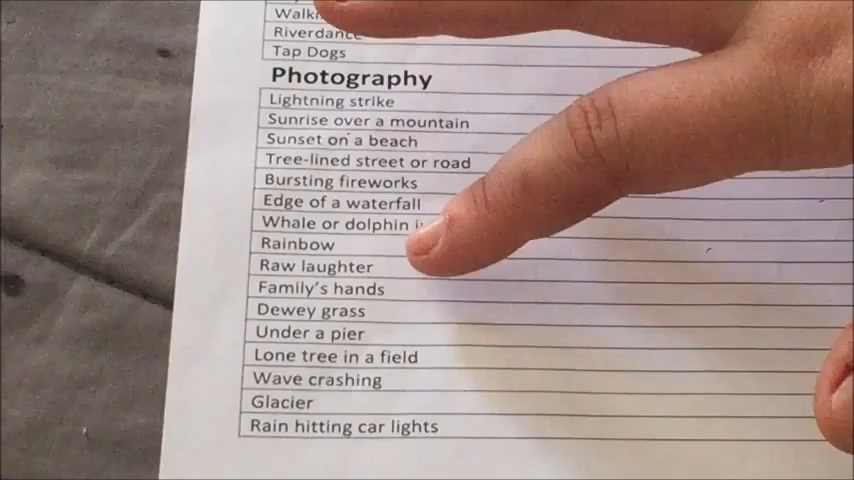 Riverdance
Tap Dogs
Photography
Lightning strike
Sunrise over a mountain
Sunset on a beach
Tree-lined street or road
Bursting fireworks
Edge of a waterfall
Whale or dolphin
Rainbow
Raw laughter
Family's hands
Dewey grass
Under a pier
Lone tree in a field
Wave crashing
Glacier
Rain hitting car lights